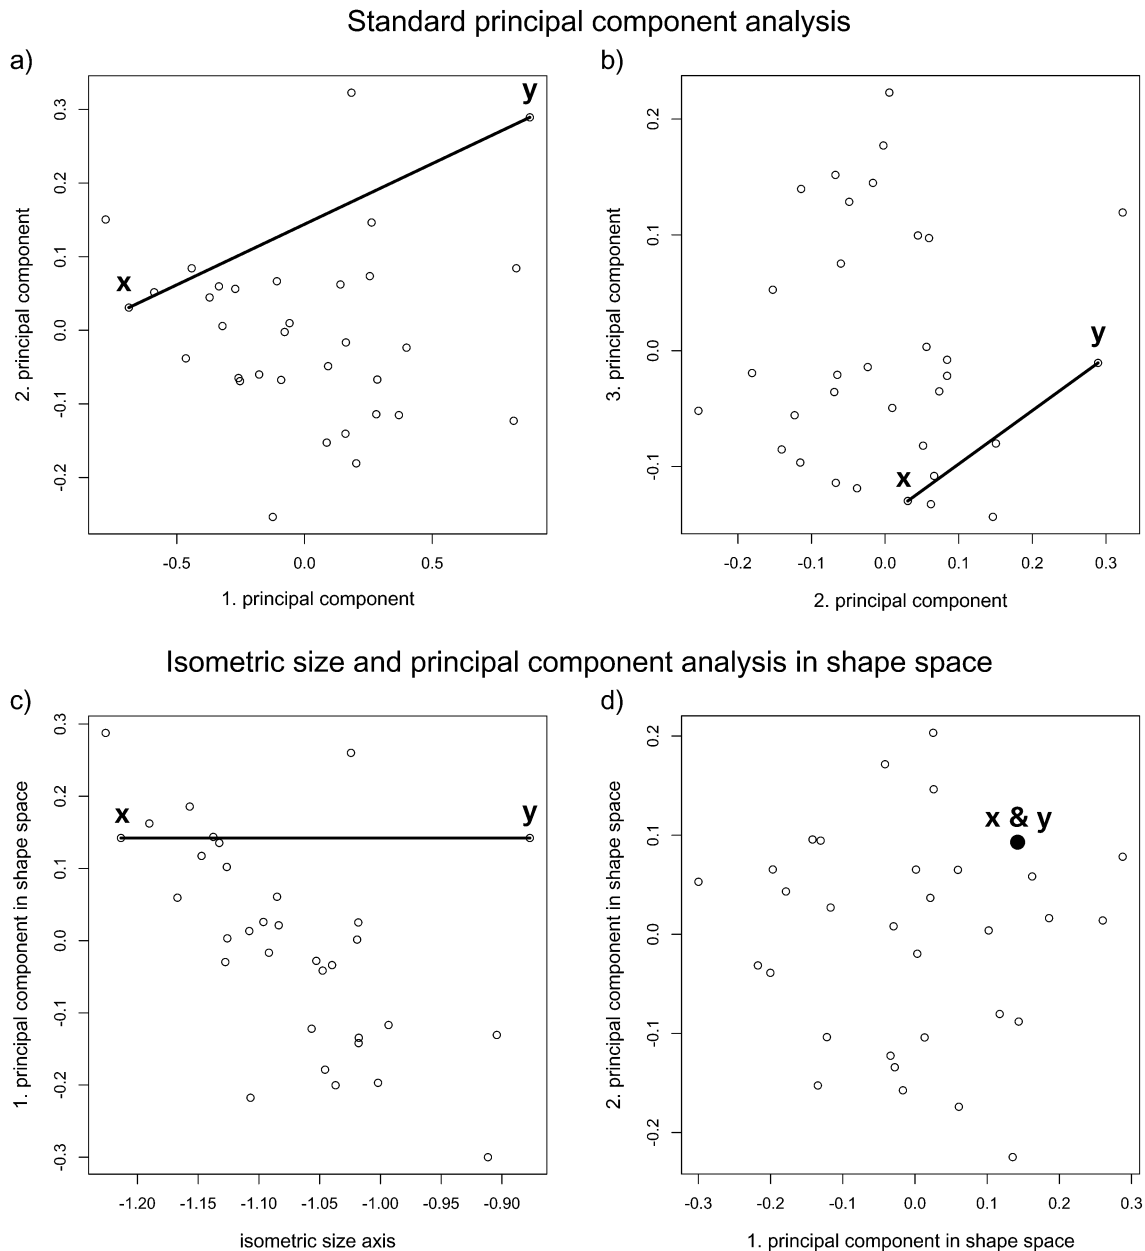 Standard principal component analysis
a)
b)
y
x
0.3
0.2
0.1
0.0
-0.1
-0.2
2. principal component
-0.5
0.0
0.5
1. principal component
y
x
0.2
0.1
0.0
-0.1
3. principal component
-0.2
-0.1
0.0
0.1
0.2
0.3
2. principal component
Isometric size and principal component analysis in shape space
c)
d)
x
y
0.3
0.2
0.1
0.0
-0.1
-0.2
-0.3
1. principal component in shape space
-1.20
-1.15
-1.10
-1.05
-1.00
-0.95
-0.90
isometric size axis
x & y
0.2
0.1
0.0
-0.1
-0.2
2. principal component in shape space
-0.3
-0.2
-0.1
0.0
0.1
0.2
0.3
1. principal component in shape space